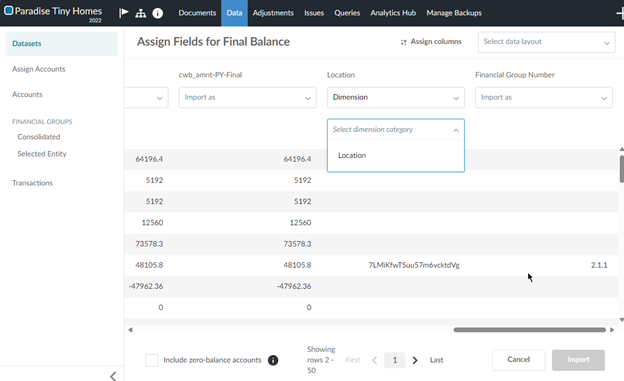 Paradise Tiny Homes
2022
Documents Data Adjustments Issues Queries Analytics Hub Manage Backups
Datasets
Assign Accounts
Accounts
FINANCIAL GROUPS
Consolidated
Selected Entity
Transactions
Assign Fields for Final Balance
Assign columns
Select data layout
cwb_amnt-PY-Final Location Financial Group Number
Import as Dimension Import as
Select dimension category
Location
64196.4 64196.4
5192 5192
5192 5192
12560 12560
73578.3 73578.3
48105.8 48105.8 7LMiKfwTSuu57m6vcktdVg 2.1.1
-47962.36 -47962.36
0 0
Include zero-balance accounts
Showing
rows 2 -
50
First 1 Last
Cancel Import